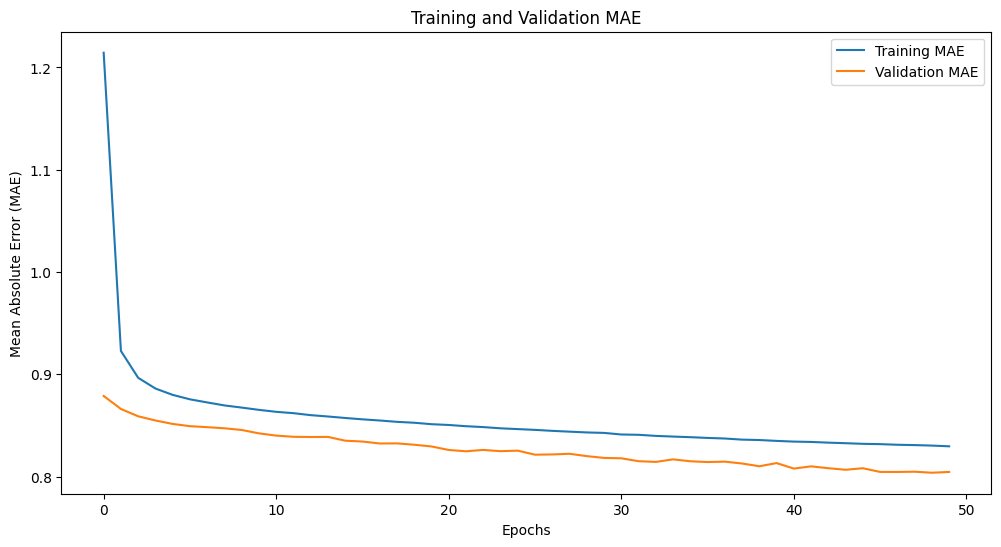 Training and Validation MAE
Training MAE
Validation MAE
Mean Absolute Error (MAE)
1.2
1.1
1.0
0.9
0.8
0
10
20
30
40
50
Epochs